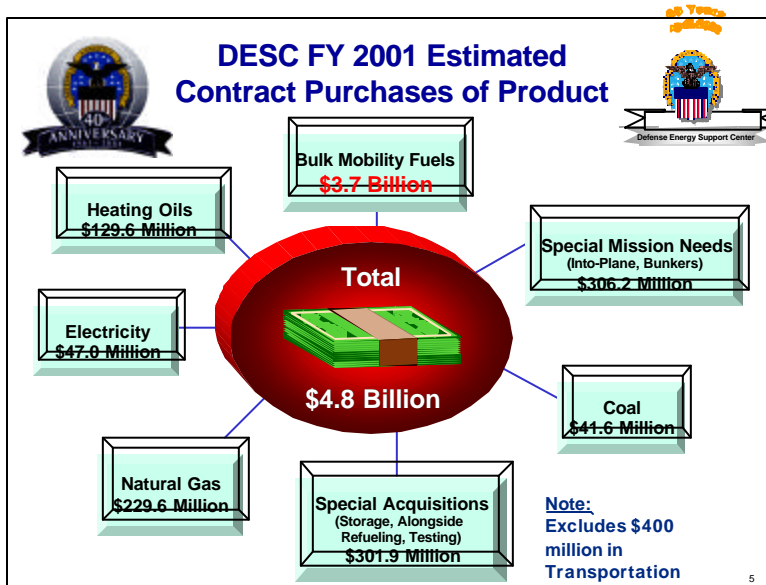 DESC FY 2001 Estimated
Contract Purchases of Product
40th
ANNIVERSARY
Defense Energy Support Center
Bulk Mobility Fuels
$3.7 Billion
Heating Oils
$129.6 Million
Special Mission Needs
(Into-Plane, Bunkers)
$306.2 Million
Total
Electricity
$47.0 Million
$4.8 Billion
Coal
$41.6 Million
Natural Gas
$229.6 Million
Special Acquisitions
(Storage, Alongside
Refueling, Testing)
$301.9 Million
Note:
Excludes $400
million in
Transportation
5